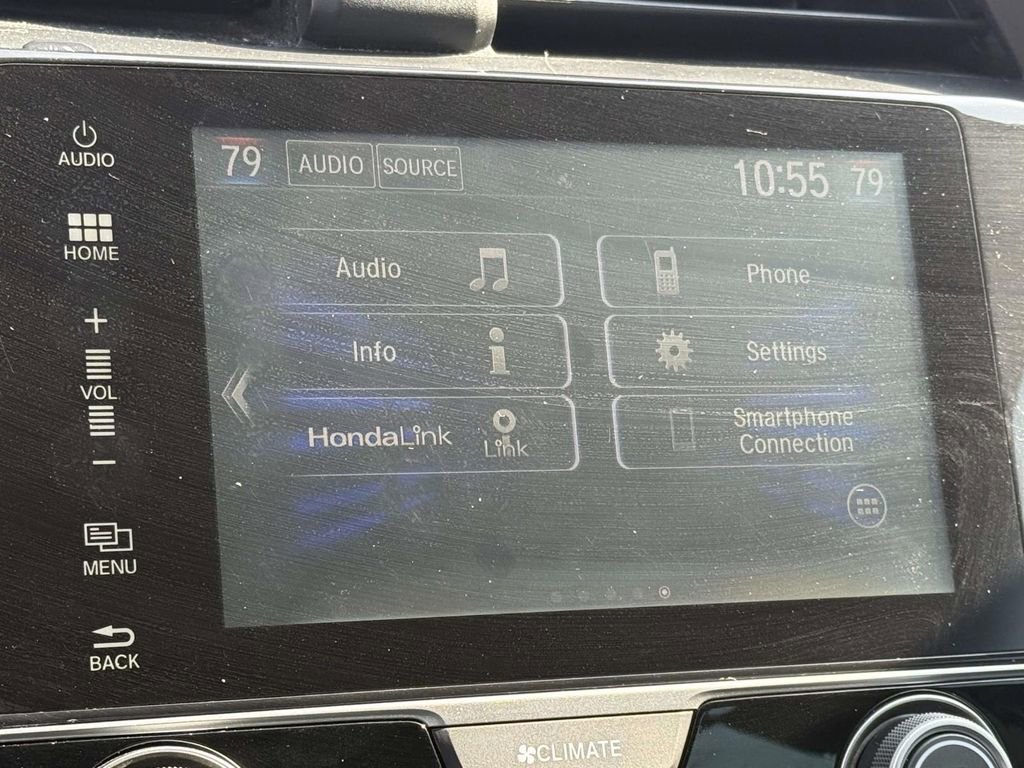 AUDIO
HOME
+
VOL
−
MENU
BACK
79 AUDIO SOURCE 10:55 79
Audio
Phone
Info
Settings
HondaLink
Link
Smartphone
Connection
CLIMATE